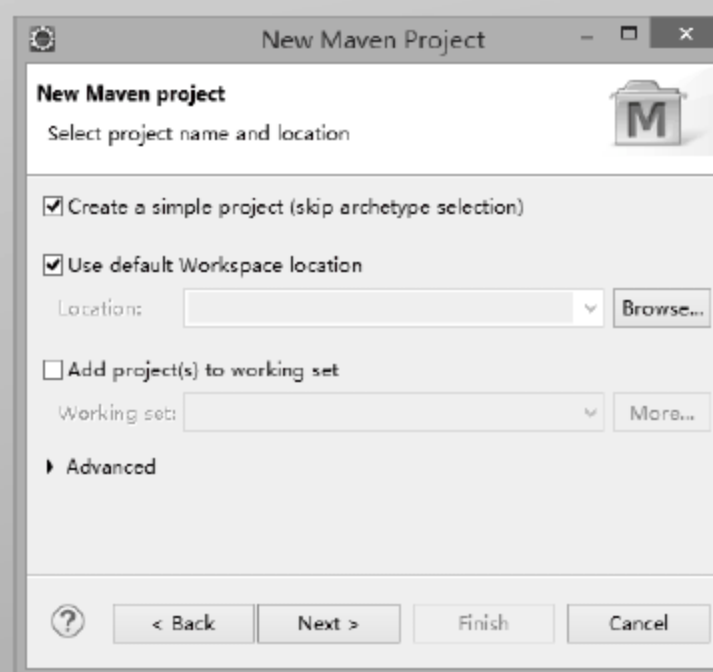 New Maven Project
New Maven project
Select project name and location
M
Create a simple project (skip archetype selection)
Use default Workspace location
Location: Browse...
Add project(s) to working set
Working set: More...
Advanced
? < Back Next > Finish Cancel